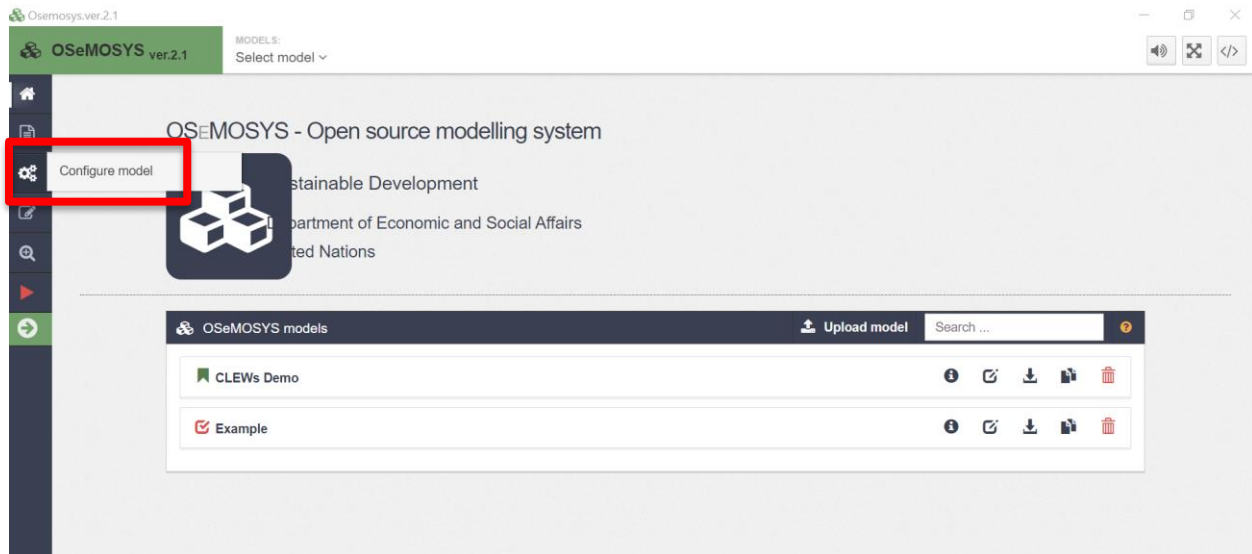 Osemosys.ver.2.1
OSeMOSYS ver.2.1
MODELS:
Select model
OSEMOSYS - Open source modelling system
Configure model
stainable Development
partment of Economic and Social Affairs
ted Nations
OSeMOSYS models
Upload model
Search ...
CLEWs Demo
Example